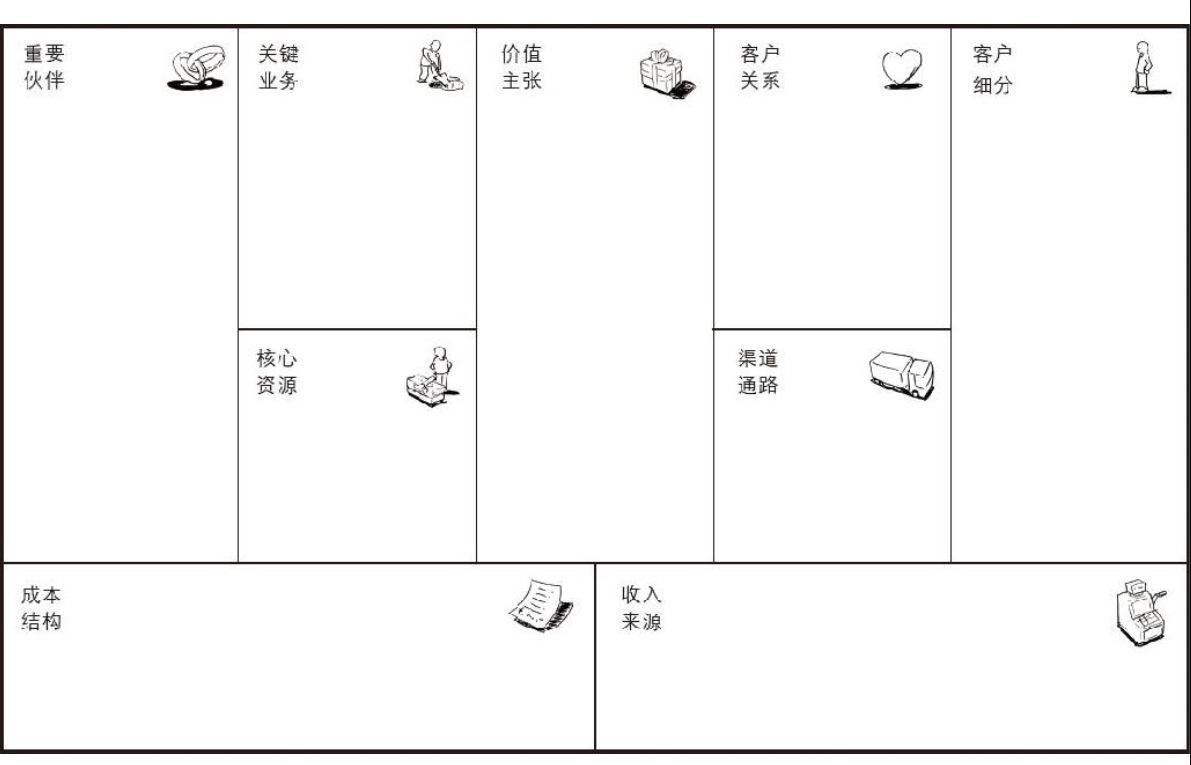 重要
伙伴
关键
业务
价值
主张
客户
关系
客户
细分
核心
资源
渠道
通路
成本
结构
收入
来源